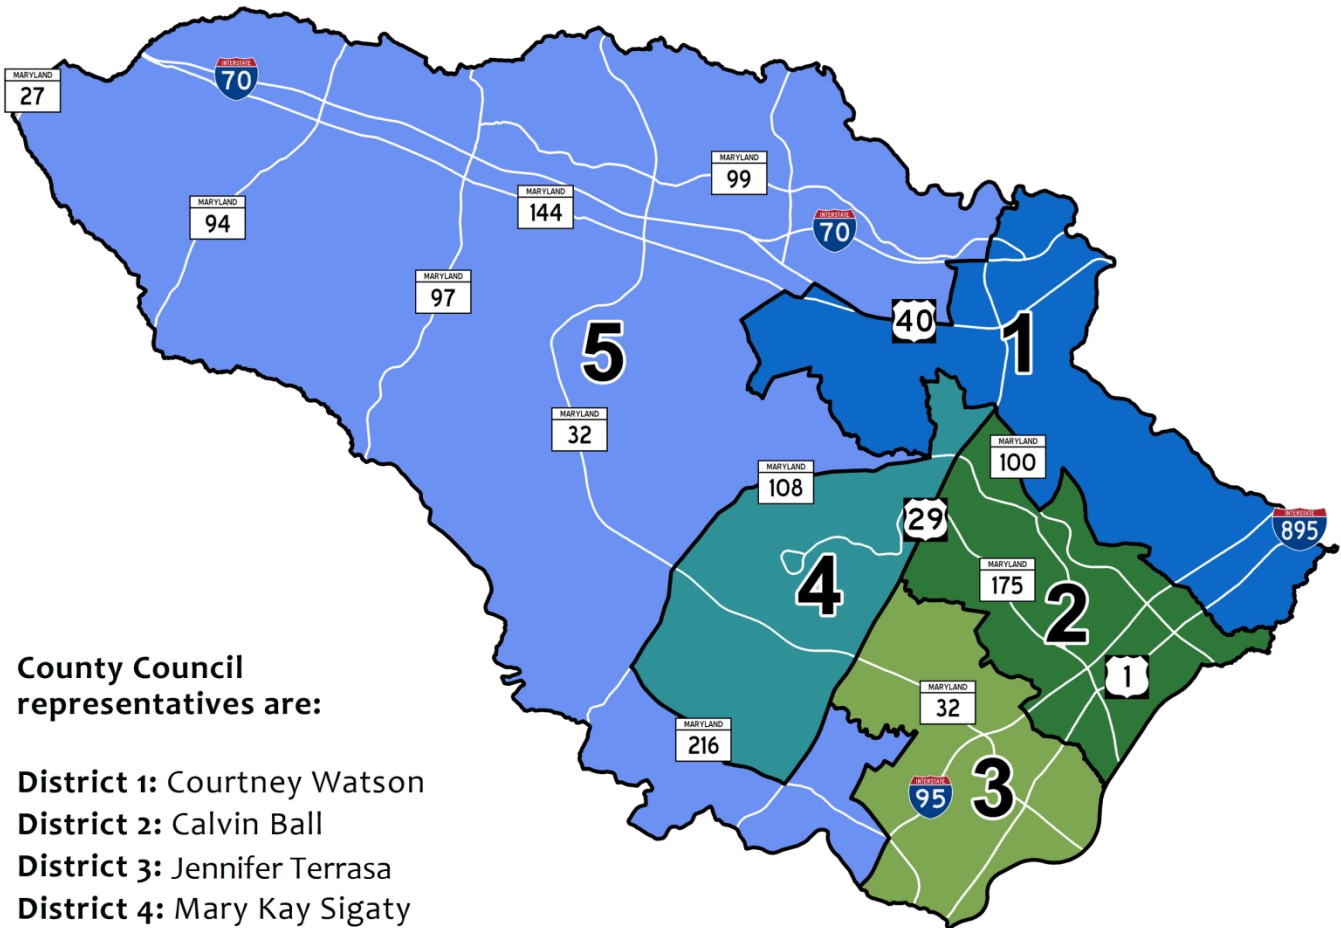 MARYLAND
27
INTERSTATE
70
MARYLAND
94
MARYLAND
144
MARYLAND
99
INTERSTATE
70
MARYLAND
97
40
1
5
MARYLAND
32
MARYLAND
100
MARYLAND
108
29
INTERSTATE
895
4
MARYLAND
175
2
1
MARYLAND
32
MARYLAND
216
INTERSTATE
95
3
County Council
representatives are:
District 1: Courtney Watson
District 2: Calvin Ball
District 3: Jennifer Terrasa
District 4: Mary Kay Sigaty